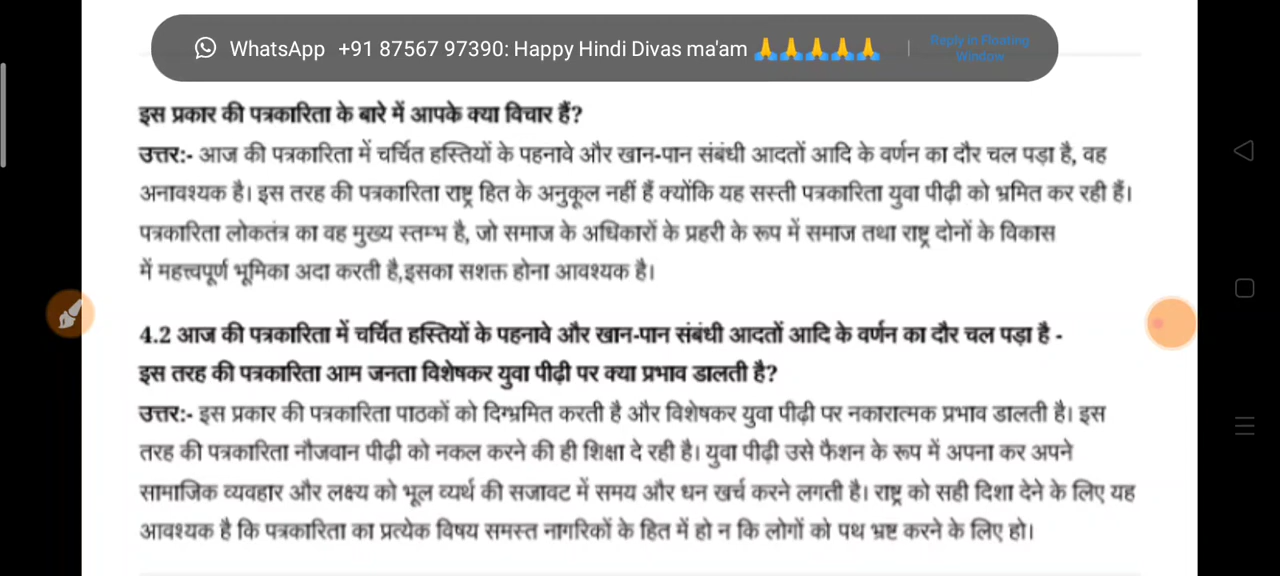 WhatsApp +91 87567 97390: Happy Hindi Divas ma'am 🙏🙏🙏🙏🙏 | Reply in Floating Window
इस प्रकार की पत्रकारिता के बारे में आपके क्या विचार हैं?
उत्तर:- आज की पत्रकारिता में चर्चित हस्तियों के पहनावे और खान-पान संबंधी आदतों आदि के वर्णन का दौर चल पड़ा है, वह
अनावश्यक है। इस तरह की पत्रकारिता राष्ट्र हित के अनुकूल नहीं हैं क्योंकि यह सस्ती पत्रकारिता युवा पीढ़ी को भ्रमित कर रही हैं।
पत्रकारिता लोकतंत्र का वह मुख्य स्तम्भ है, जो समाज के अधिकारों के प्रहरी के रूप में समाज तथा राष्ट्र दोनों के विकास
में महत्त्वपूर्ण भूमिका अदा करती है,इसका सशक्त होना आवश्यक है।
4.2 आज की पत्रकारिता में चर्चित हस्तियों के पहनावे और खान-पान संबंधी आदतों आदि के वर्णन का दौर चल पड़ा है -
इस तरह की पत्रकारिता आम जनता विशेषकर युवा पीढ़ी पर क्या प्रभाव डालती है?
उत्तर:- इस प्रकार की पत्रकारिता पाठकों को दिग्भ्रमित करती है और विशेषकर युवा पीढ़ी पर नकारात्मक प्रभाव डालती है। इस
तरह की पत्रकारिता नौजवान पीढ़ी को नकल करने की ही शिक्षा दे रही है। युवा पीढ़ी उसे फैशन के रूप में अपना कर अपने
सामाजिक व्यवहार और लक्ष्य को भूल व्यर्थ की सजावट में समय और धन खर्च करने लगती है। राष्ट्र को सही दिशा देने के लिए यह
आवश्यक है कि पत्रकारिता का प्रत्येक विषय समस्त नागरिकों के हित में हो न कि लोगों को पथ भ्रष्ट करने के लिए हो।